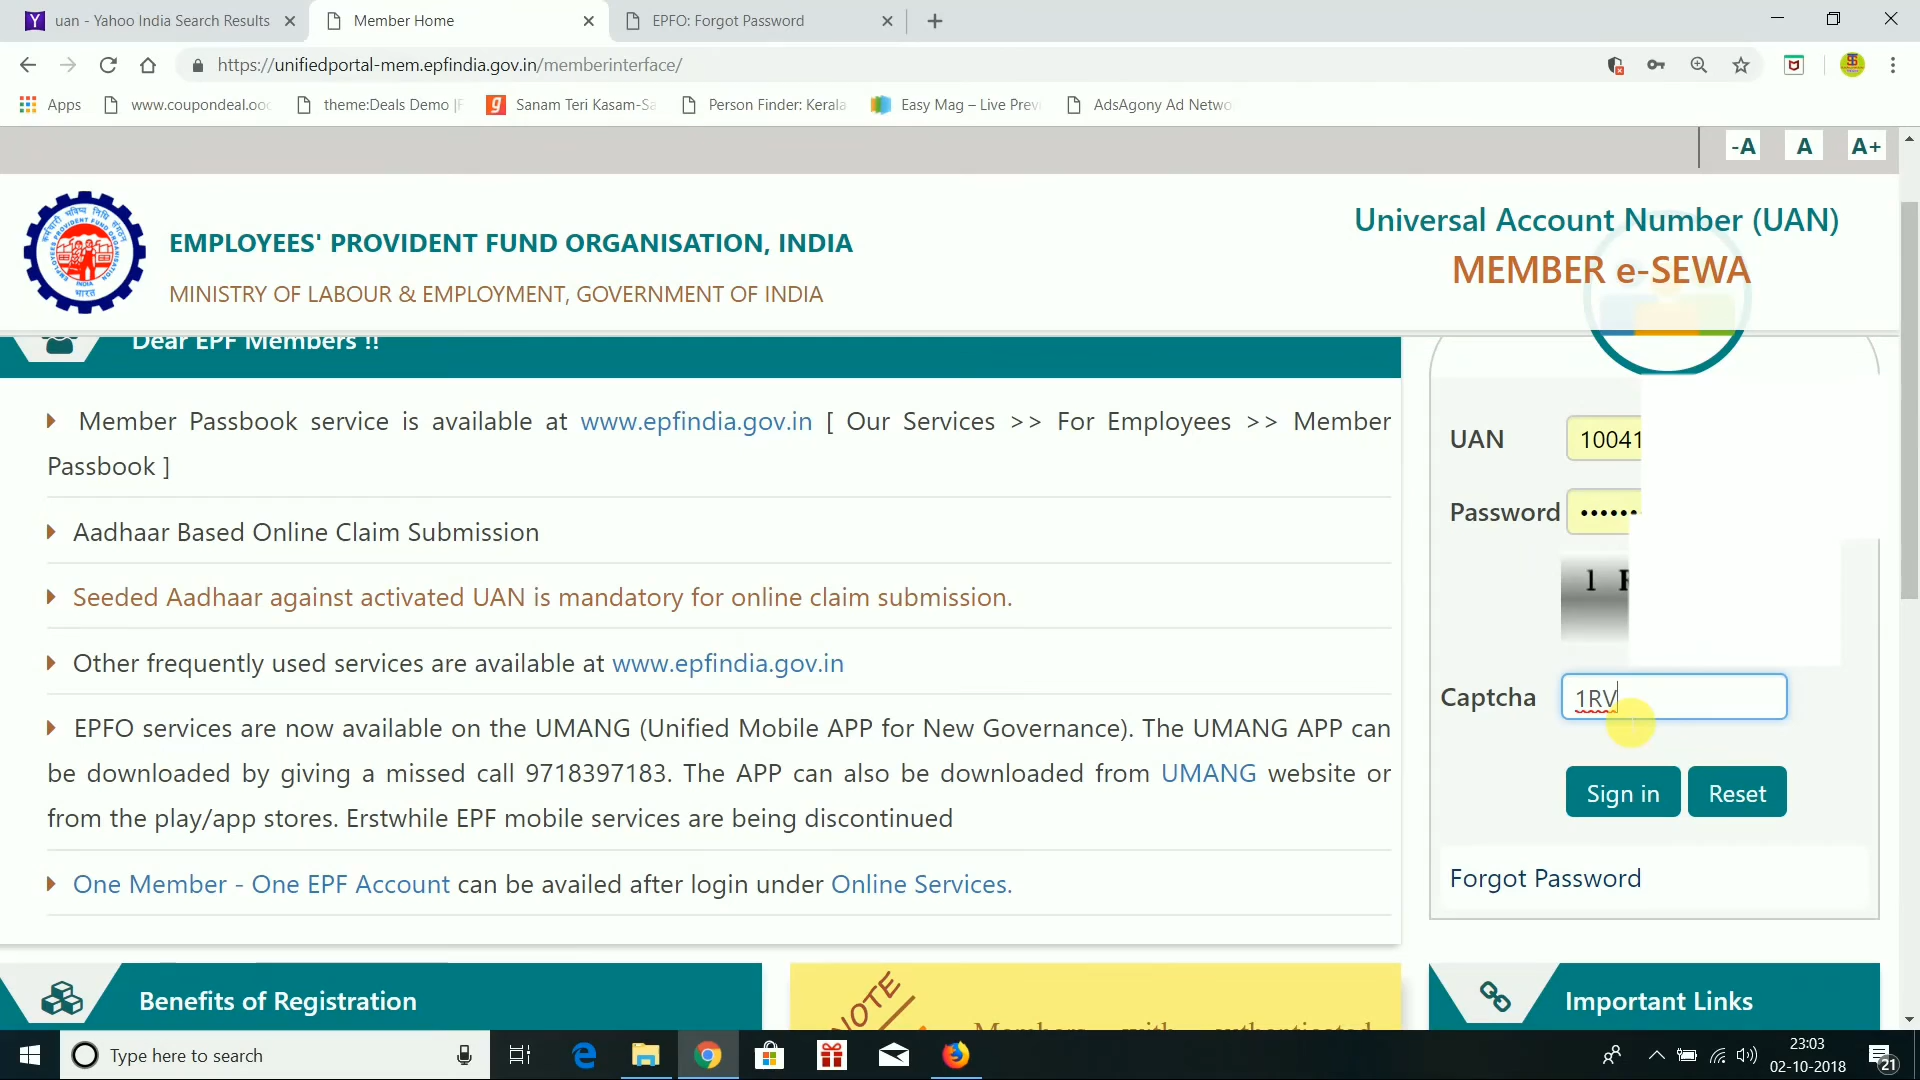 uan - Yahoo India Search Results
Member Home
EPFO: Forgot Password
https://unifiedportal-mem.epfindia.gov.in/memberinterface/
Apps
www.coupondeal.ooo
theme:Deals Demo |F
Sanam Teri Kasam-Sa
Person Finder: Kerala
Easy Mag – Live Previ
AdsAgony Ad Netwo
-A A A+
EMPLOYEES' PROVIDENT FUND ORGANISATION, INDIA
MINISTRY OF LABOUR & EMPLOYMENT, GOVERNMENT OF INDIA
Universal Account Number (UAN)
MEMBER e-SEWA
Dear EPF Members !!
Member Passbook service is available at www.epfindia.gov.in [ Our Services >> For Employees >> Member
Passbook ]
Aadhaar Based Online Claim Submission
Seeded Aadhaar against activated UAN is mandatory for online claim submission.
Other frequently used services are available at www.epfindia.gov.in
EPFO services are now available on the UMANG (Unified Mobile APP for New Governance). The UMANG APP can
be downloaded by giving a missed call 9718397183. The APP can also be downloaded from UMANG website or
from the play/app stores. Erstwhile EPF mobile services are being discontinued
One Member - One EPF Account can be availed after login under Online Services.
UAN 10041
Password ••••••
1 R
Captcha 1RV
Sign in Reset
Forgot Password
Benefits of Registration
NOTE
Members with authenticated
Important Links
Type here to search
23:03
02-10-2018
21